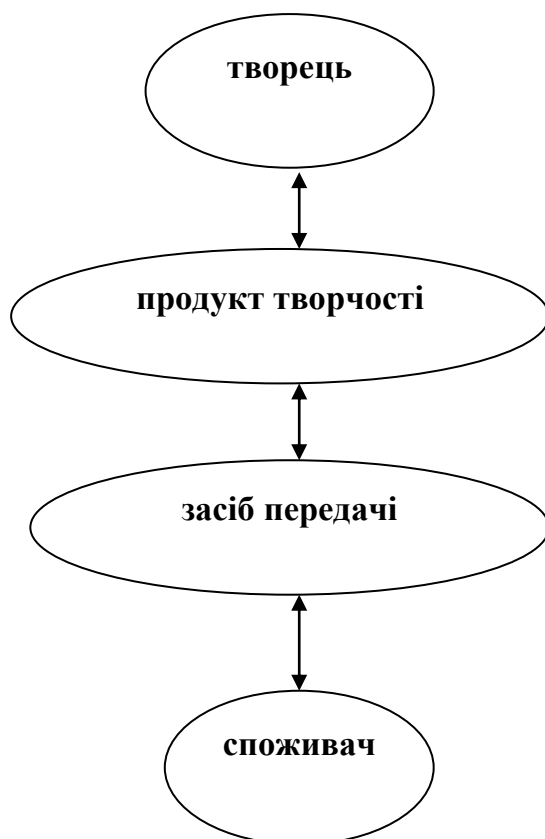 творець
продукт творчості
засіб передачі
споживач